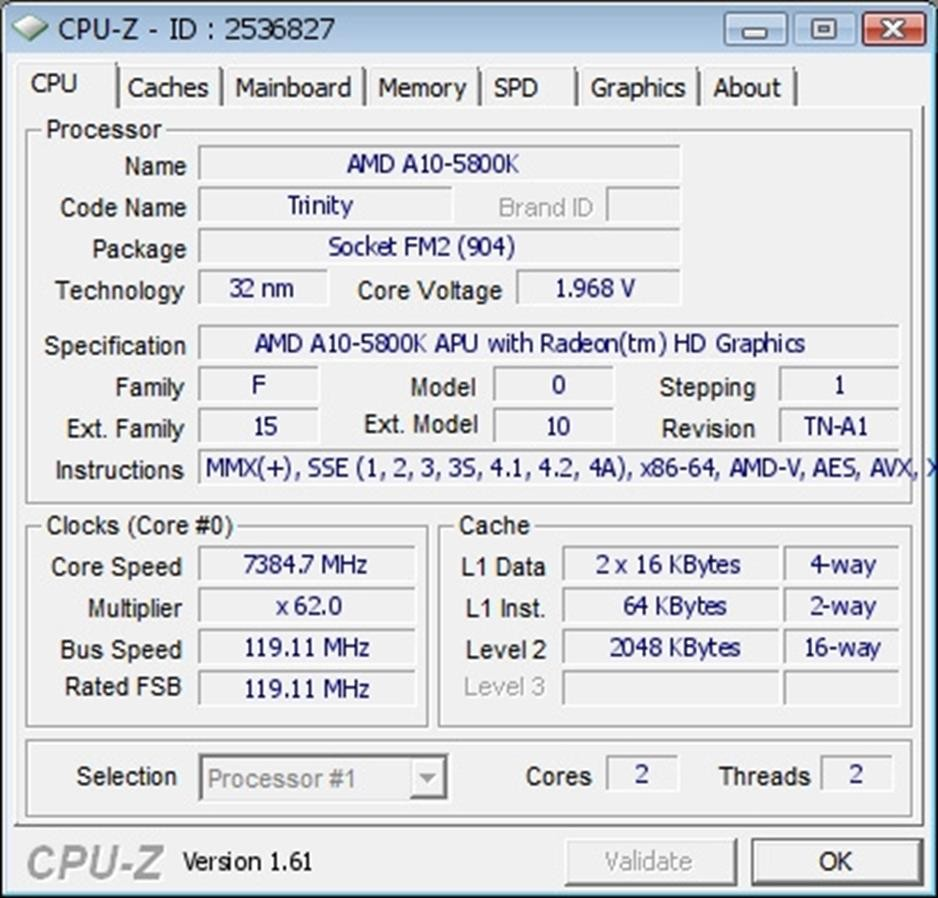 CPU-Z - ID : 2536827
CPU Caches Mainboard Memory SPD Graphics About
Processor
Name AMD A10-5800K
Code Name Trinity Brand ID
Package Socket FM2 (904)
Technology 32 nm Core Voltage 1.968 V
Specification AMD A10-5800K APU with Radeon(tm) HD Graphics
Family F Model 0 Stepping 1
Ext. Family 15 Ext. Model 10 Revision TN-A1
Instructions MMX(+), SSE (1, 2, 3, 3S, 4.1, 4.2, 4A), x86-64, AMD-V, AES, AVX,
Clocks (Core #0) Cache
Core Speed 7384.7 MHz L1 Data 2 x 16 KBytes 4-way
Multiplier x 62.0 L1 Inst. 64 KBytes 2-way
Bus Speed 119.11 MHz Level 2 2048 KBytes 16-way
Rated FSB 119.11 MHz Level 3
Selection Processor #1 Cores 2 Threads 2
CPU-Z Version 1.61 Validate OK